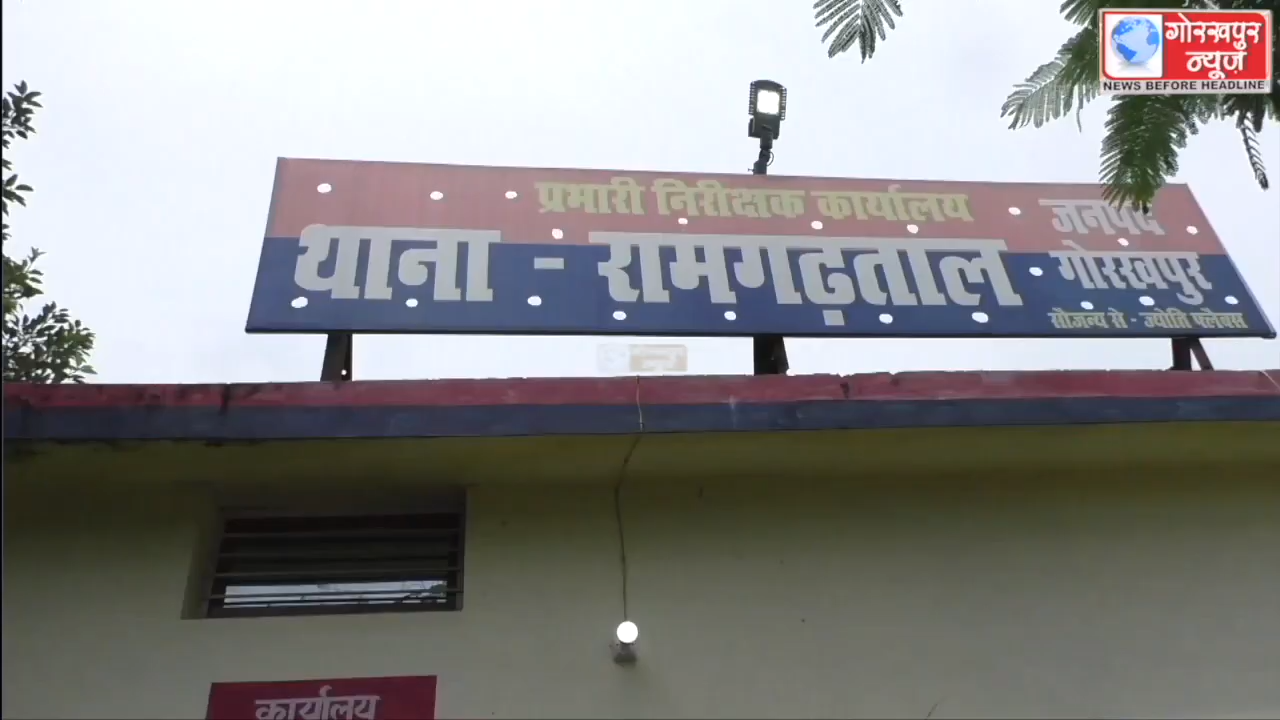 गोरखपुर
न्यूज़
NEWS BEFORE HEADLINE
प्रभारी निरीक्षक कार्यालय
थाना - रामगढ़ताल
जनपद
गोरखपुर
सौजन्य से - ज्योति फ्लैक्स
कार्यालय